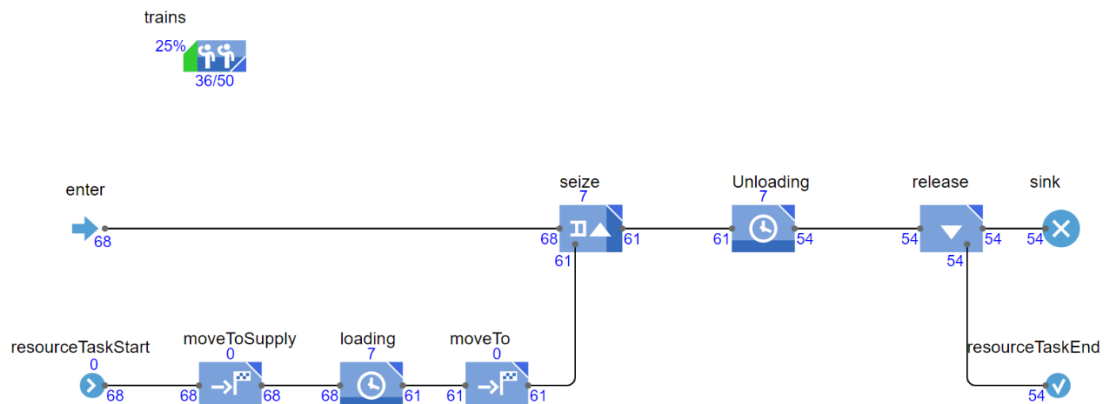 trains
25%
36/50
enter
68
seize
7
68
61
61
Unloading
7
61
54
release
54
54
54
sink
54
resourceTaskStart
0
68
moveToSupply
0
68
68
loading
7
68
61
moveTo
0
61
61
resourceTaskEnd
54